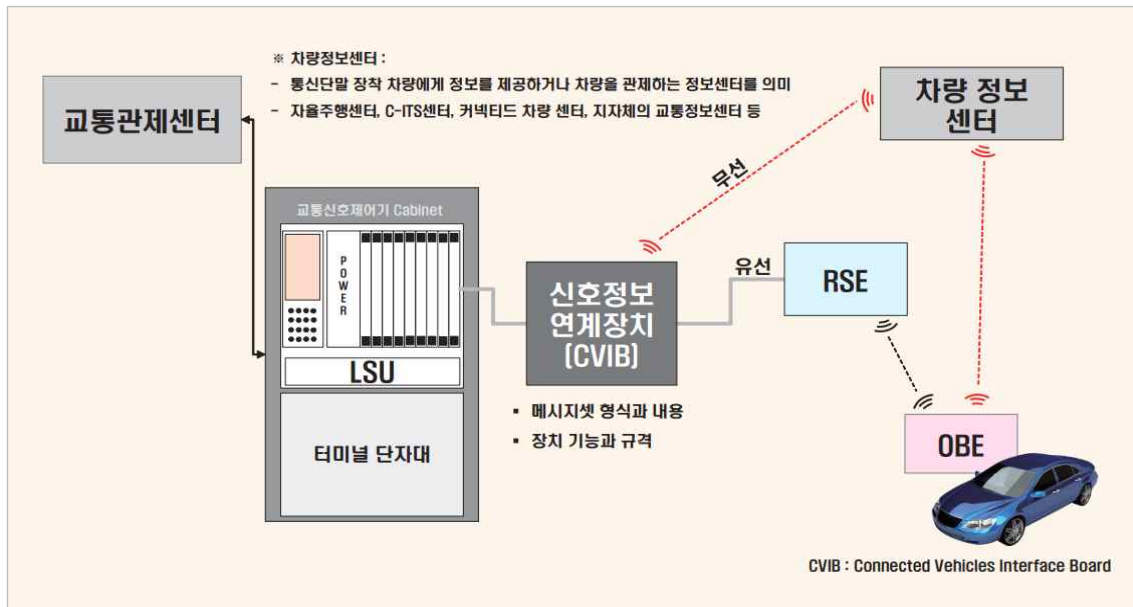 ※ 차량정보센터 :
- 통신단말 장착 차량에게 정보를 제공하거나 차량을 관제하는 정보센터를 의미
- 자율주행센터, C-ITS센터, 커넥티드 차량 센터, 지자체의 교통정보센터 등
교통관제센터
차량 정보
센터
무선
교통신호제어기 Cabinet
POWER
LSU
터미널 단자대
신호정보
연계장치
(CVIB)
유선
RSE
▪ 메시지셋 형식과 내용
▪ 장치 기능과 규격
OBE
CVIB : Connected Vehicles Interface Board